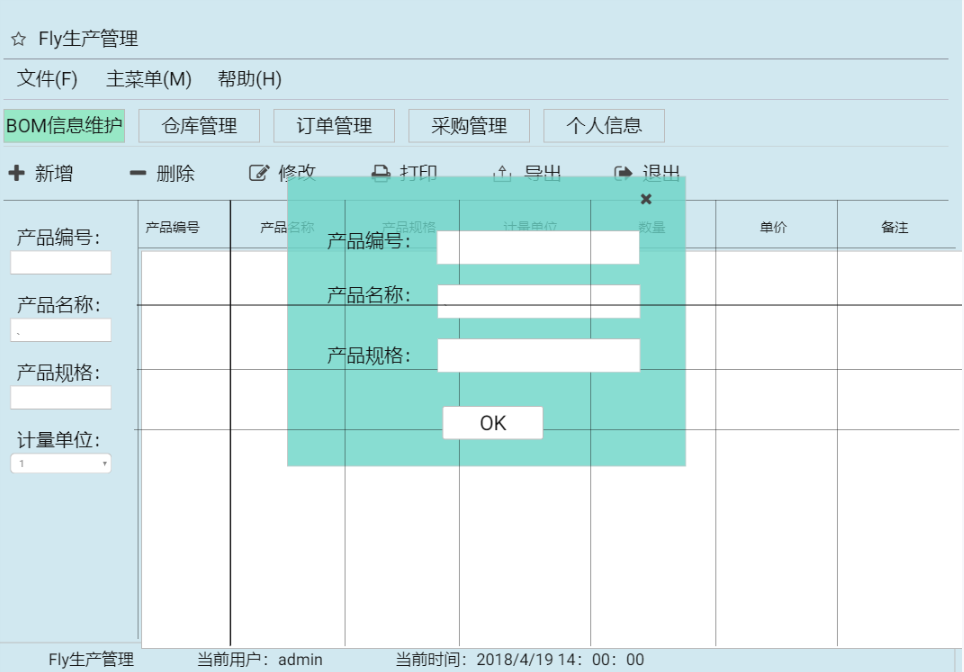 Fly生产管理
文件(F) 主菜单(M) 帮助(H)
BOM信息维护 仓库管理 订单管理 采购管理 个人信息
新增 删除 修改 打印 导出 退出
产品编号 产品名称 产品规格 计量单位 数量 单价 备注
产品编号：
产品名称：
、
产品规格：
计量单位：
1
产品编号：
产品名称：
产品规格：
OK
Fly生产管理 当前用户：admin 当前时间：2018/4/19 14：00：00